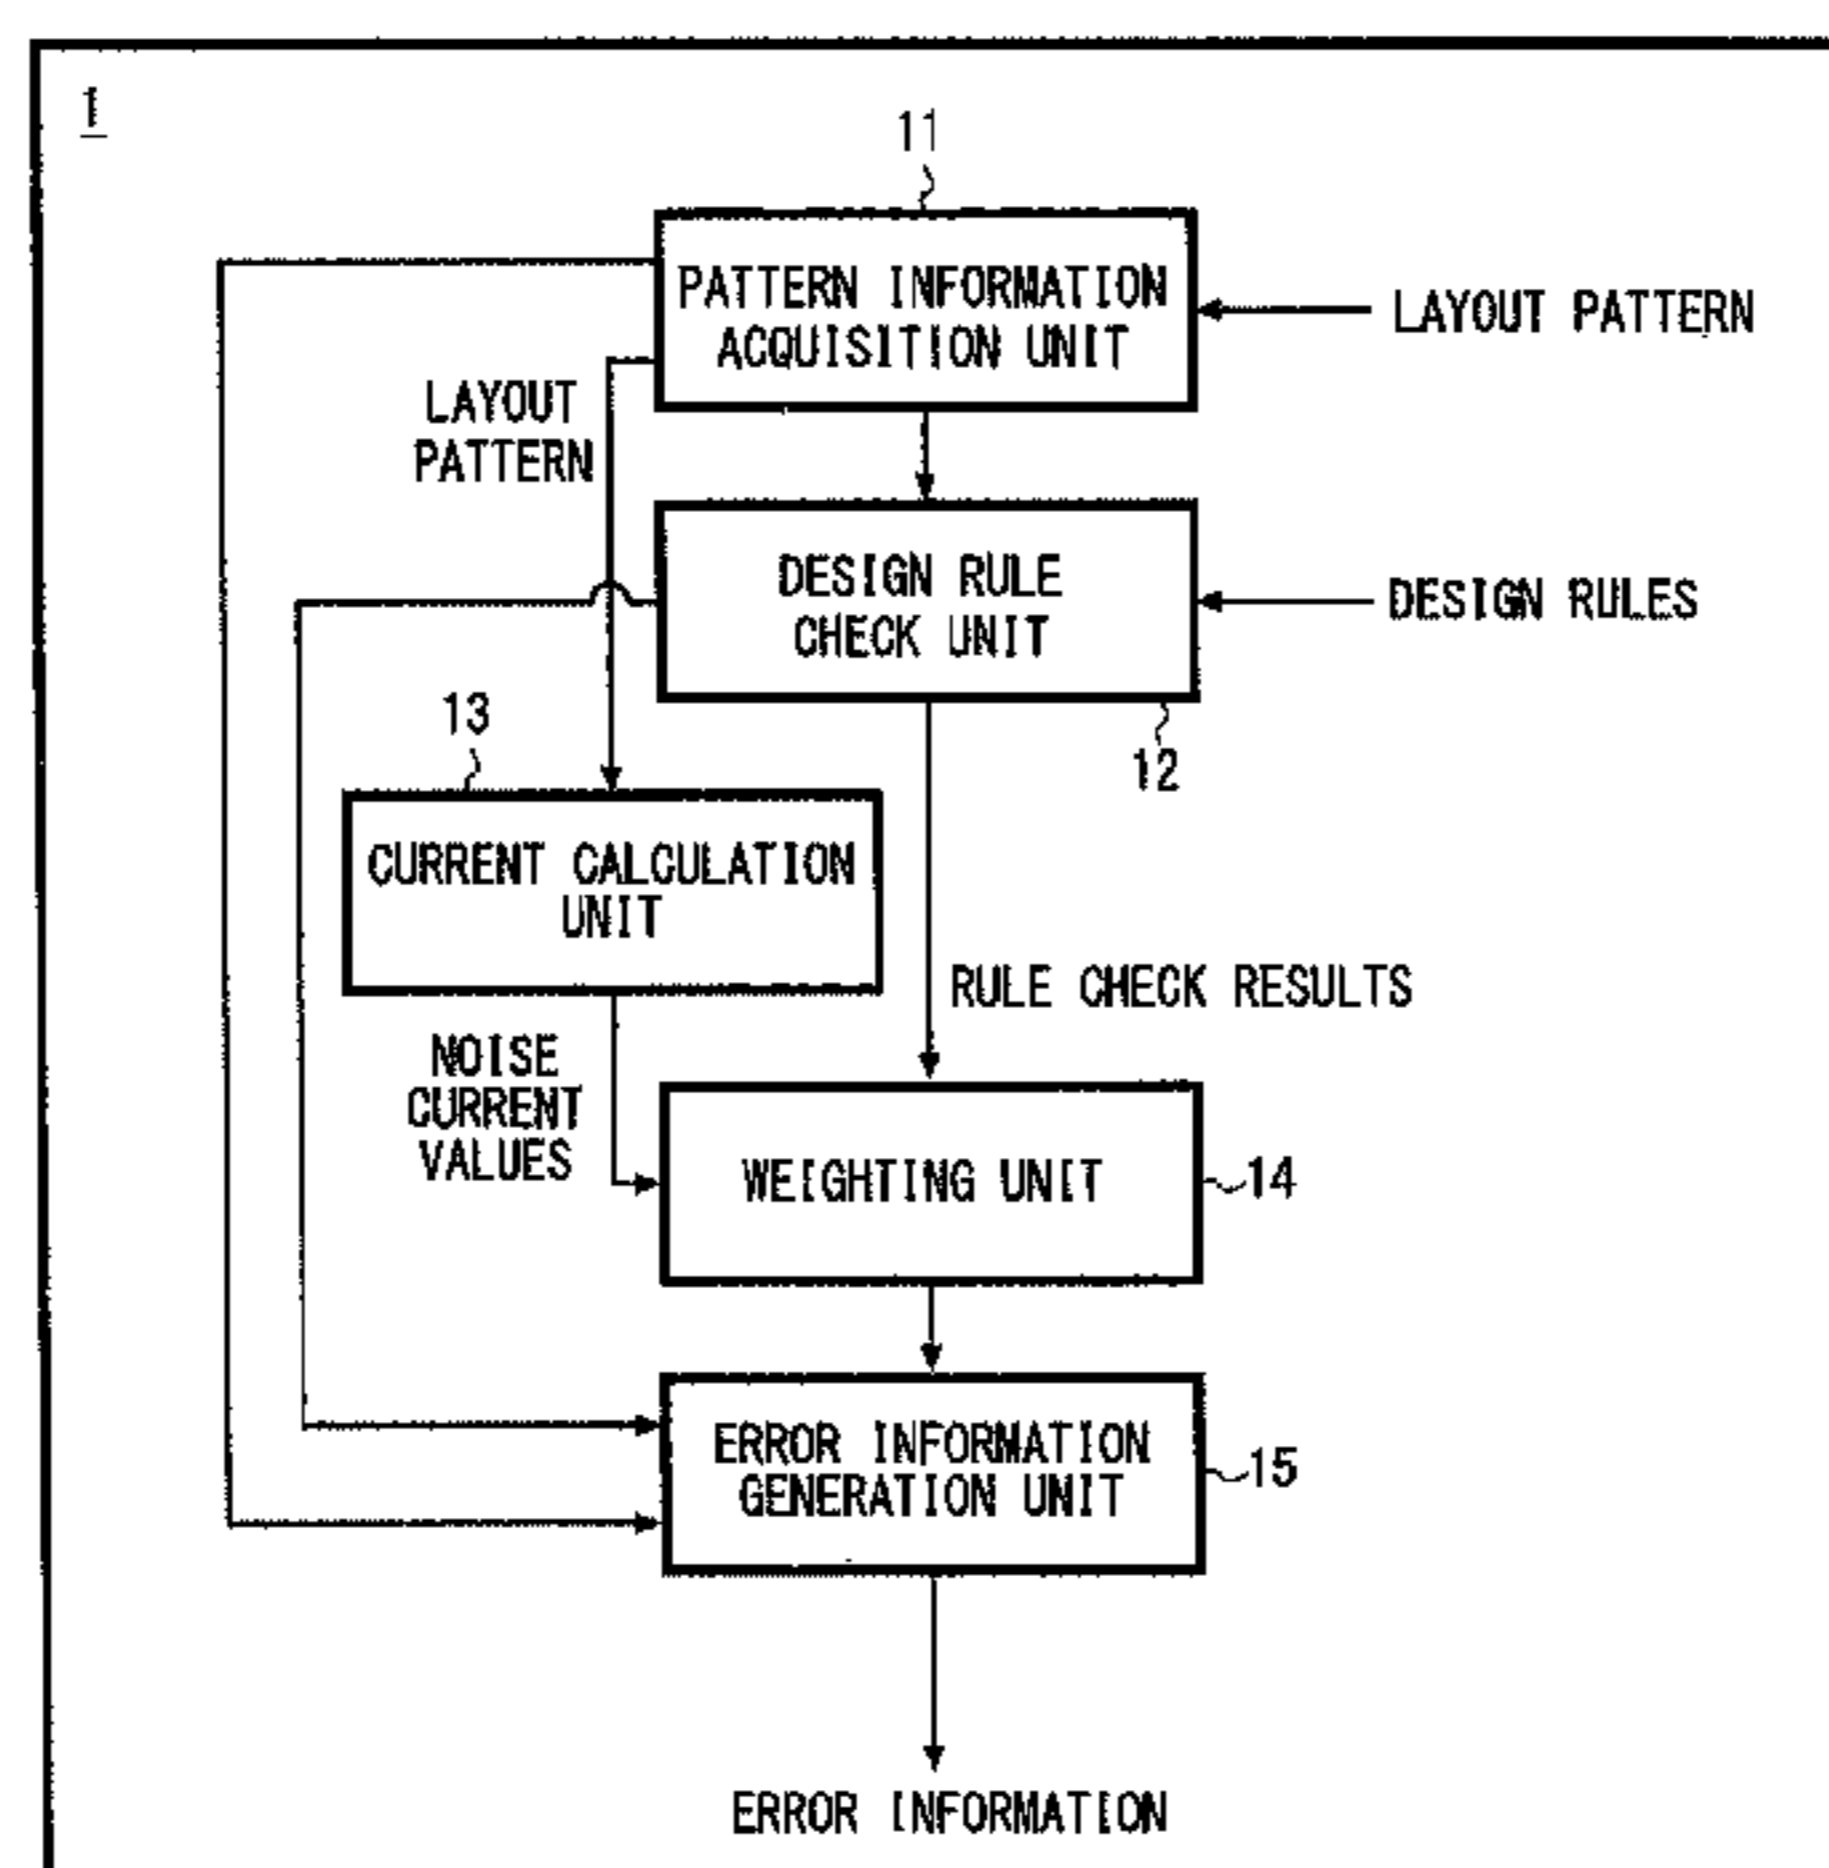 1
11
PATTERN INFORMATION
ACQUISITION UNIT
LAYOUT PATTERN
LAYOUT
PATTERN
DESIGN RULE
CHECK UNIT
DESIGN RULES
12
13
CURRENT CALCULATION
UNIT
RULE CHECK RESULTS
NOISE
CURRENT
VALUES
WEIGHTING UNIT
14
ERROR INFORMATION
GENERATION UNIT
15
ERROR INFORMATION